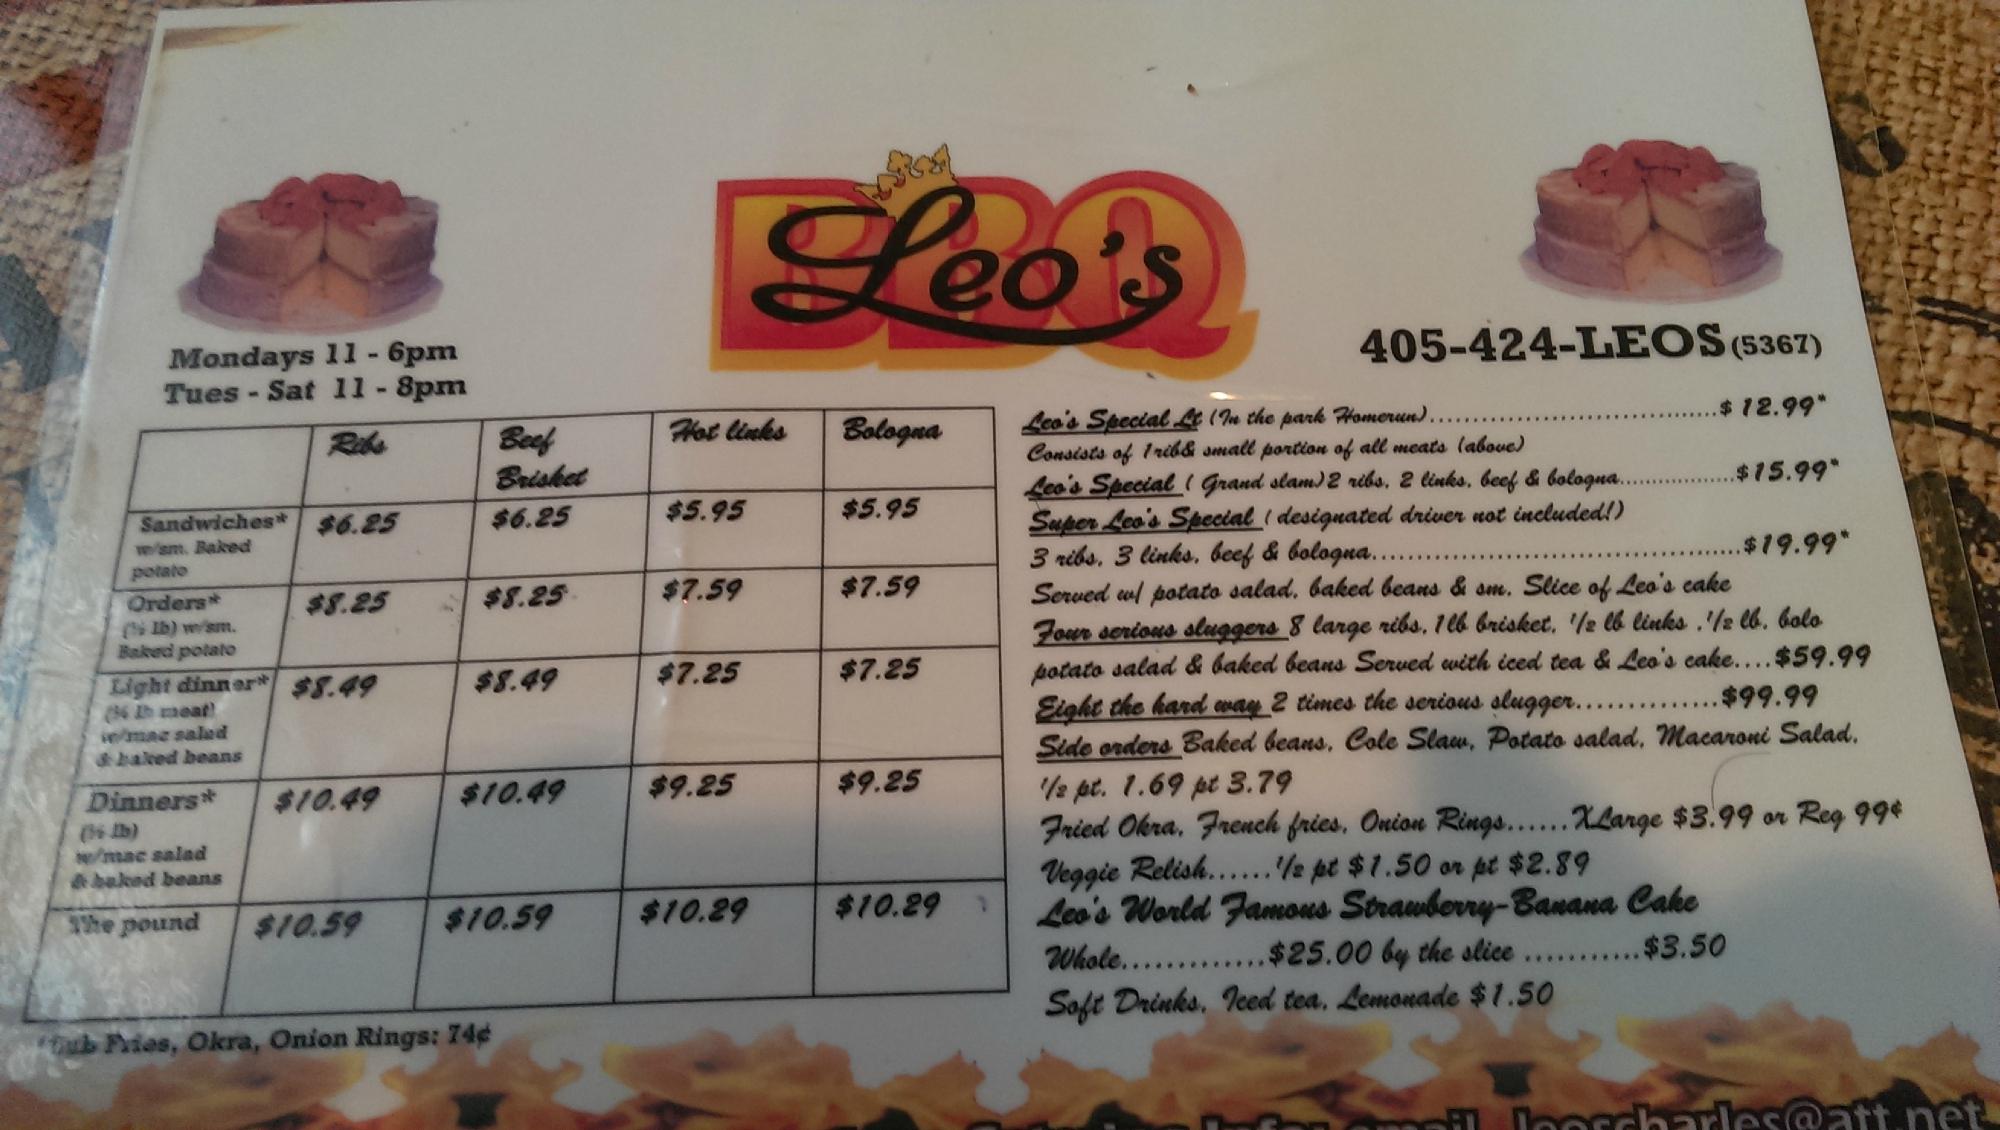 BBQ
Leo's
Mondays 11 - 6pm
Tues - Sat 11 - 8pm
405-424-LEOS (5367)
Ribs Beef Brisket Hot links Bologna
Sandwiches* $6.25 $6.25 $5.95 $5.95
w/sm. Baked
potato
Orders* $8.25 $8.25 $7.59 $7.59
(½ lb) w/sm.
Baked potato
Light dinner* $8.49 $8.49 $7.25 $7.25
lb meat)
w/mac salad
& baked beans
Dinners* $10.49 $10.49 $9.25 $9.25
lb)
w/mac salad
& baked beans
The pound $10.59 $10.59 $10.29 $10.29
*Sub Fries, Okra, Onion Rings: 74¢
Leo's Special Lt (In the park Homerun)..............................$ 12.99*
Consists of 1 rib& small portion of all meats (above)
Leo's Special ( Grand slam)2 ribs, 2 links, beef & bologna.................$15.99*
Super Leo's Special ( designated driver not included!)
3 ribs, 3 links, beef & bologna..........................................$19.99*
Served w/ potato salad, baked beans & sm. Slice of Leo's cake
Four serious sluggers 8 large ribs, 1lb brisket, 1/2 lb links .1/2 lb. bolo
potato salad & baked beans Served with iced tea & Leo's cake....$59.99
Eight the hard way 2 times the serious slugger...............$99.99
Side orders Baked beans, Cole Slaw, Potato salad, Macaroni Salad,
1/2 pt. 1.69 pt 3.79
Fried Okra, French fries, Onion Rings......XLarge $3.99 or Reg 99¢
Veggie Relish......1/2 pt $1.50 or pt $2.89
Leo's World Famous Strawberry-Banana Cake
Whole.............$25.00 by the slice ...........$3.50
Soft Drinks, Iced tea, Lemonade $1.50
Info: email leoscharles@att.net